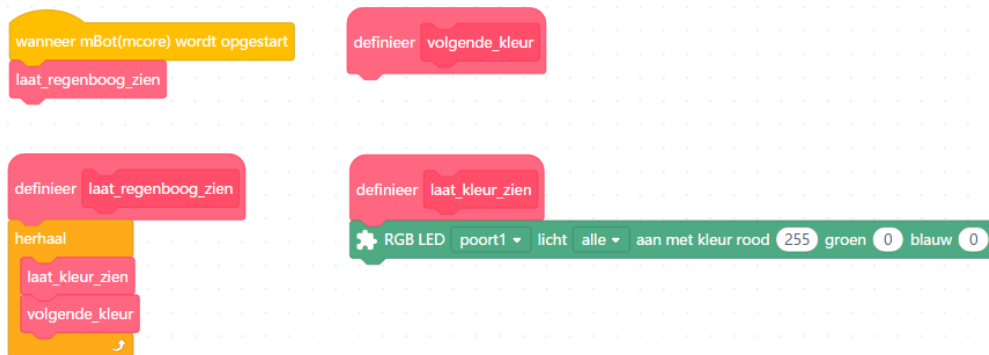 wanneer mBot(mcore) wordt opgestart
laat_regenboog_zien
definieer volgende_kleur
definieer laat_regenboog_zien
herhaal
laat_kleur_zien
volgende_kleur
definieer laat_kleur_zien
RGB LED poort1 licht alle aan met kleur rood 255 groen 0 blauw 0